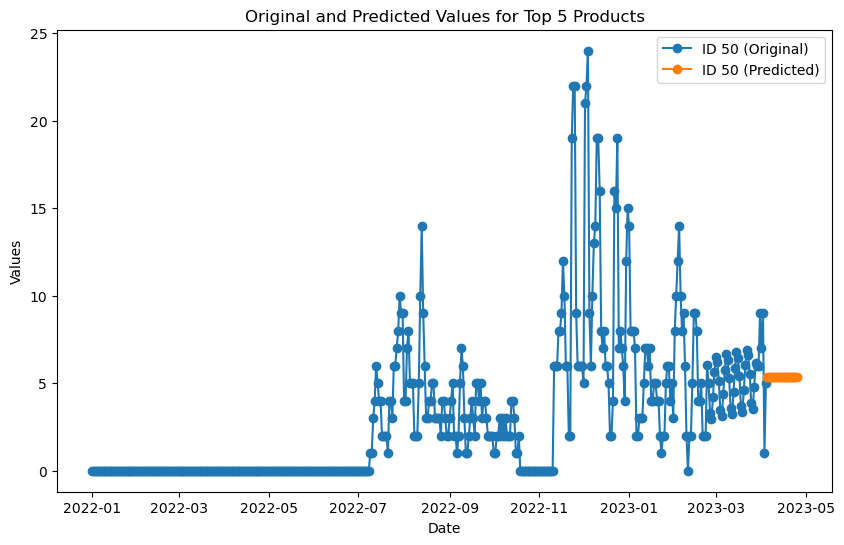 Original and Predicted Values for Top 5 Products
ID 50 (Original)
ID 50 (Predicted)
25
20
15
10
5
0
Values
2022-01 2022-03 2022-05 2022-07 2022-09 2022-11 2023-01 2023-03 2023-05
Date